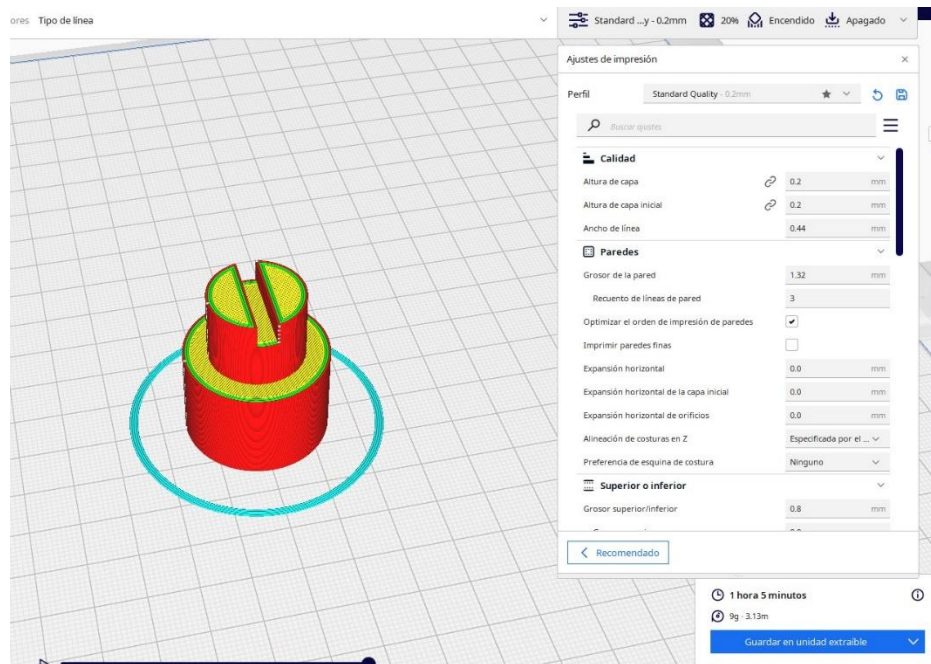 ores Tipo de línea
Standard ...y - 0.2mm 20% Encendido Apagado
Ajustes de impresión
Perfil Standard Quality - 0.2mm
Buscar ajustes
Calidad
Altura de capa 0.2 mm
Altura de capa inicial 0.2 mm
Ancho de línea 0.44 mm
Paredes
Grosor de la pared 1.32 mm
Recuento de líneas de pared 3
Optimizar el orden de impresión de paredes
Imprimir paredes finas
Expansión horizontal 0.0 mm
Expansión horizontal de la capa inicial 0.0 mm
Expansión horizontal de orificios 0.0 mm
Alineación de costuras en Z Especificada por el ...
Preferencia de esquina de costura Ninguno
Superior o inferior
Grosor superior/inferior 0.8 mm
Recomendado
1 hora 5 minutos
9g · 3.13m
Guardar en unidad extraíble